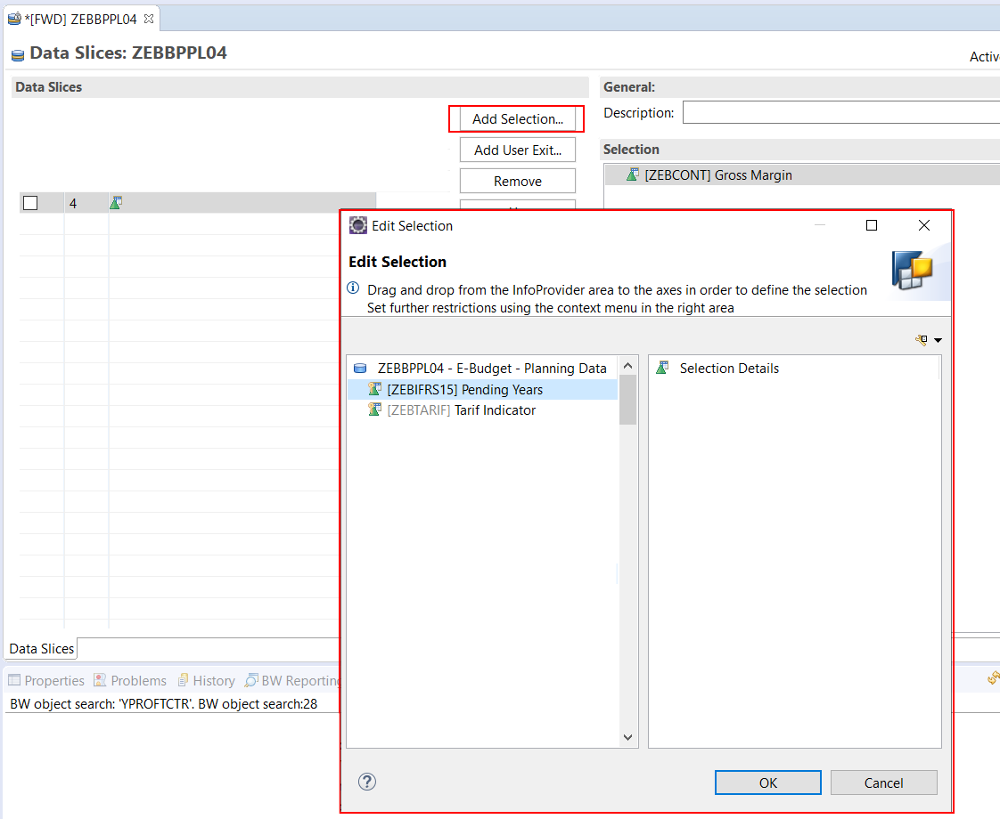 *[FWD] ZEBBPPL04
Data Slices: ZEBBPPL04
Data Slices
Add Selection...
Add User Exit...
Remove
4
General:
Description:
Selection
[ZEBCONT] Gross Margin
Edit Selection
Edit Selection
Drag and drop from the InfoProvider area to the axes in order to define the selection
Set further restrictions using the context menu in the right area
ZEBBPPL04 - E-Budget - Planning Data
[ZEBIFRS15] Pending Years
[ZEBTARIF] Tarif Indicator
Selection Details
OK
Cancel
Data Slices
Properties
Problems
History
BW Reporting
BW object search: 'YPROFTCTR'. BW object search:28